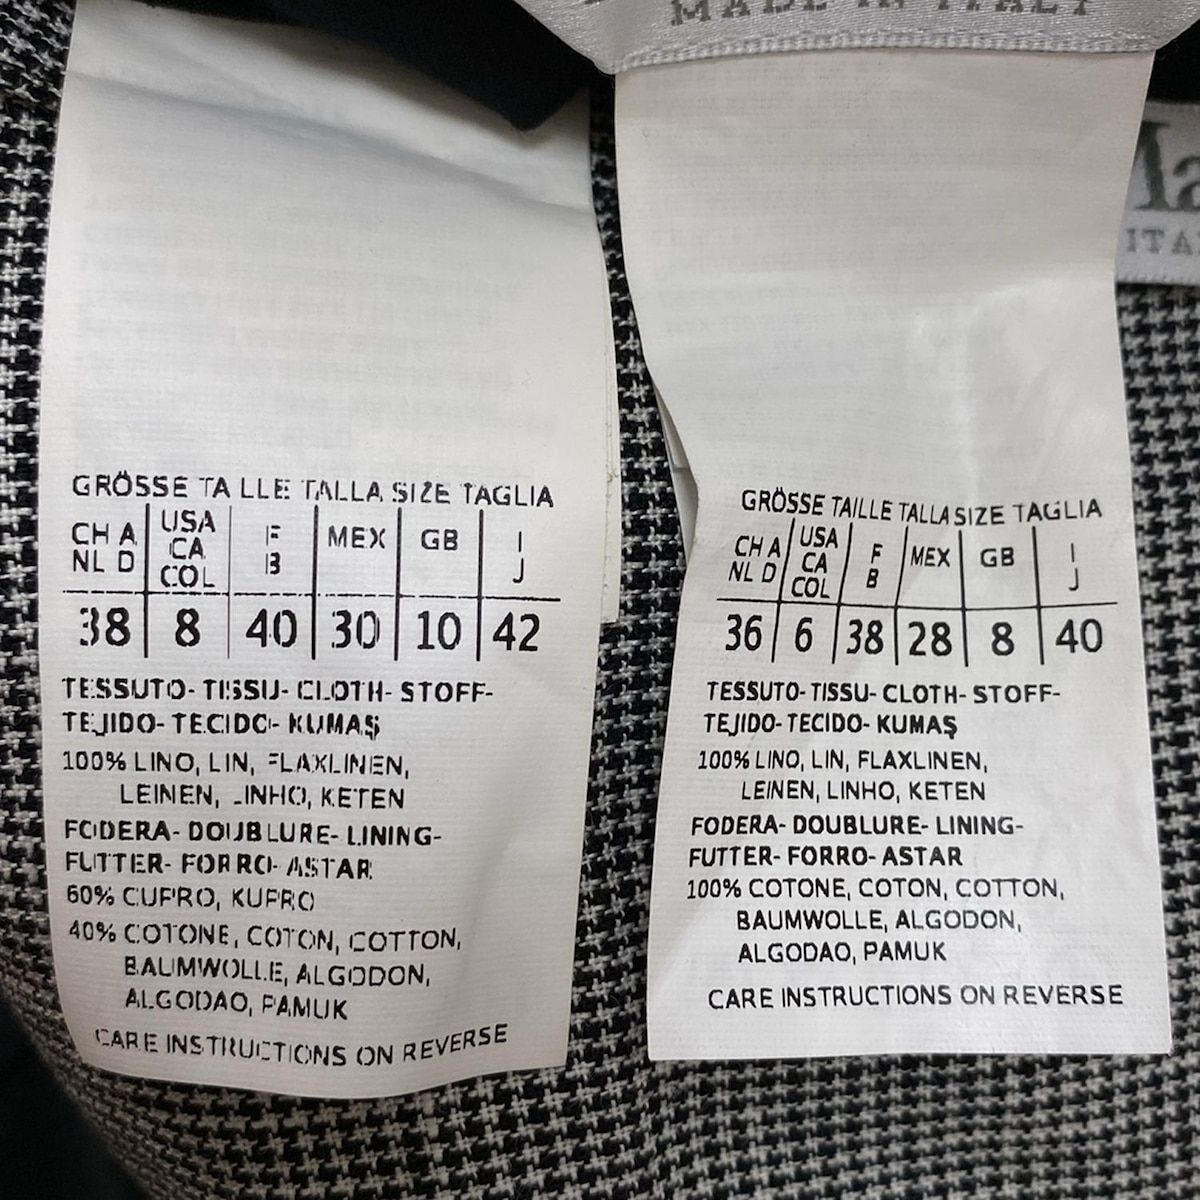 MADE IN ITALY
ITA
GRÖSSE TAILLE TALLA SIZE TAGLIA
CH A USA F MEX GB I
NL D CA B J
COL
38 8 40 30 10 42
TESSUTO- TISSU- CLOTH- STOFF-
TEJIDO- TECIDO- KUMAŞ
100% LINO, LIN, FLAXLINEN,
LEINEN, LINHO, KETEN
FODERA- DOUBLURE- LINING-
FUTTER- FORRO- ASTAR
60% CUPRO, KUPRO
40% COTONE, COTON, COTTON,
BAUMWOLLE, ALGODON,
ALGODAO, PAMUK
CARE INSTRUCTIONS ON REVERSE
GRÖSSE TAILLE TALLA SIZE TAGLIA
CH A USA F MEX GB I
NL D CA B J
COL
36 6 38 28 8 40
TESSUTO- TISSU- CLOTH- STOFF-
TEJIDO- TECIDO- KUMAŞ
100% LINO, LIN, FLAXLINEN,
LEINEN, LINHO, KETEN
FODERA- DOUBLURE- LINING-
FUTTER- FORRO- ASTAR
100% COTONE, COTON, COTTON,
BAUMWOLLE, ALGODON,
ALGODAO, PAMUK
CARE INSTRUCTIONS ON REVERSE